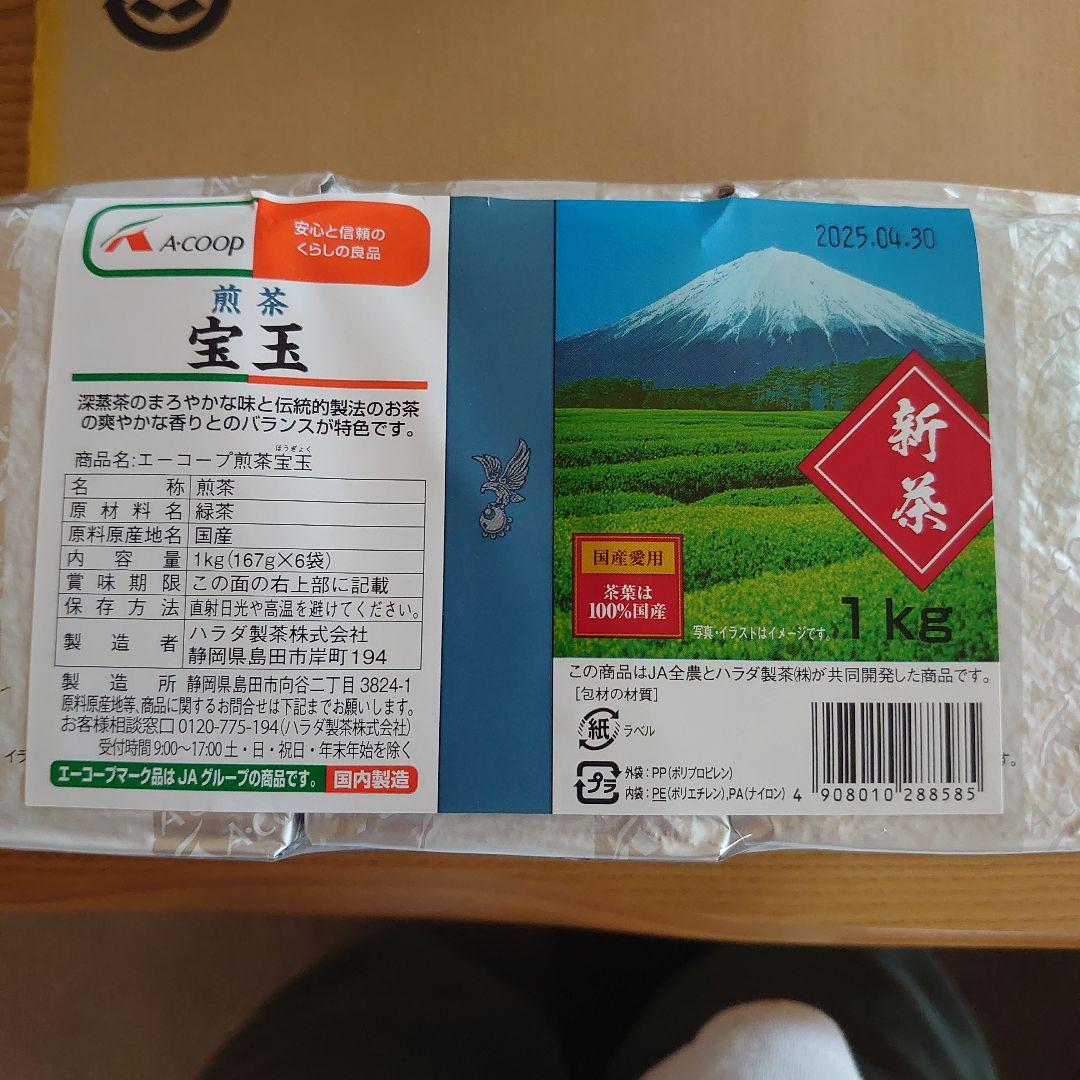 A·COOP
安心と信頼の
くらしの良品
煎茶
宝玉
深蒸茶のまろやかな味と伝統的製法のお茶
の爽やかな香りとのバランスが特色です。
ほうぎょく
商品名:エーコープ煎茶宝玉
名称 煎茶
原材料名 緑茶
原料原産地名 国産
内容量 1kg(167g×6袋)
賞味期限 この面の右上部に記載
保存方法 直射日光や高温を避けてください。
製造者 ハラダ製茶株式会社
静岡県島田市岸町194
製造所 静岡県島田市向谷二丁目3824-1
原料原産地等、商品に関するお問合せは下記までお願いします。
お客様相談窓口 0120-775-194(ハラダ製茶株式会社)
受付時間 9:00〜17:00 土・日・祝日・年末年始を除く
エーコープマーク品はJAグループの商品です。 国内製造
2025.04.30
新茶
国産愛用
茶葉は
100%国産
写真・イラストはイメージです。
1kg
この商品はJA全農とハラダ製茶㈱が共同開発した商品です。
[包材の材質]
紙 ラベル
プラ 外袋:PP(ポリプロピレン)
内袋:PE(ポリエチレン),PA(ナイロン)
4 908010 288585